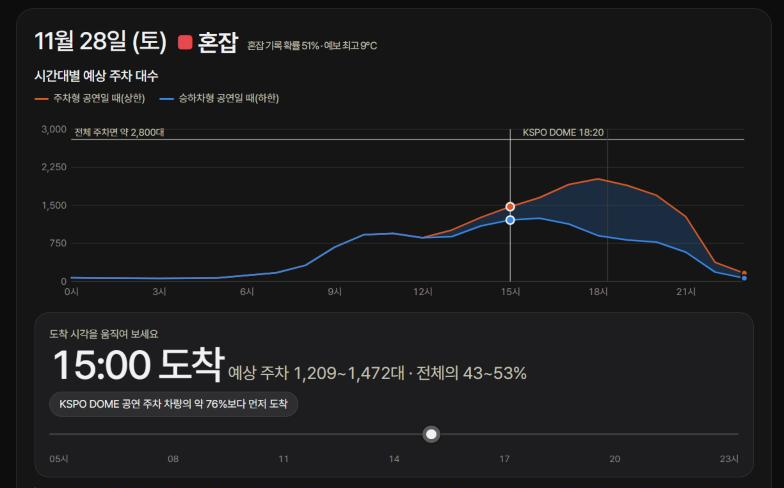 11월 28일 (토) 혼잡 혼잡 기록 확률 51% · 예보 최고 9°C
시간대별 예상 주차 대수
주차형 공연일 때(상한) 승하차형 공연일 때(하한)
3,000
전체 주차면 약 2,800대
KSPO DOME 18:20
2,250
1,500
750
0
0시 3시 6시 9시 12시 15시 18시 21시
도착 시각을 움직여 보세요
15:00 도착 예상 주차 1,209~1,472대 · 전체의 43~53%
KSPO DOME 공연 주차 차량의 약 76%보다 먼저 도착
05시 08 11 14 17 20 23시